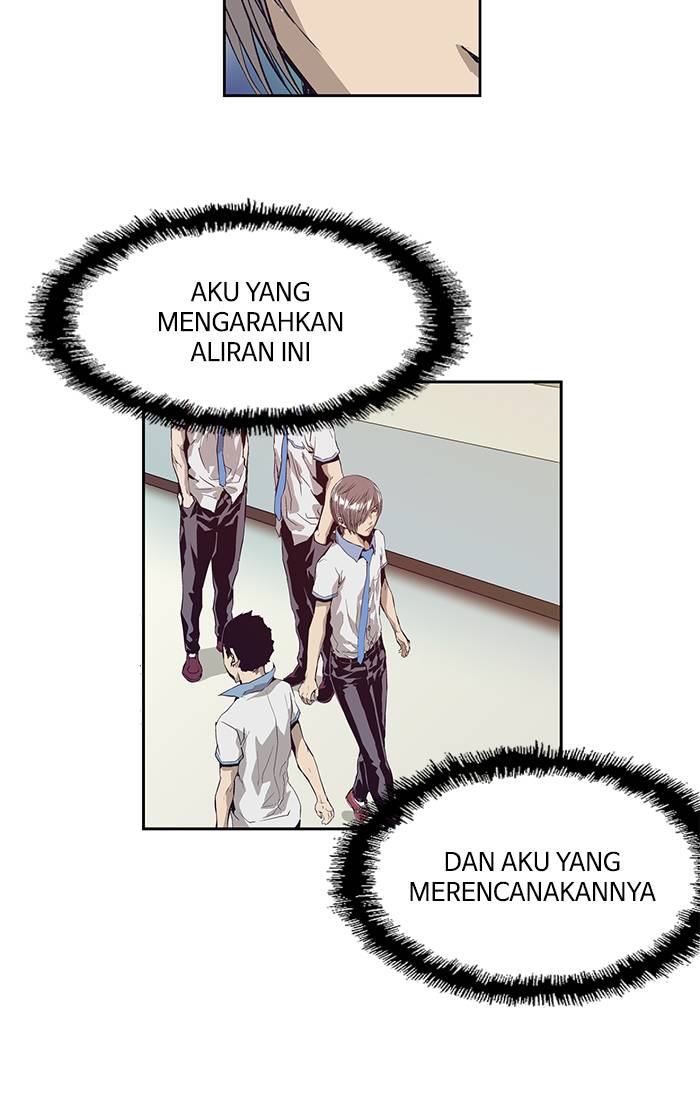 AKU YANG
MENGARAHKAN
ALIRAN INI
DAN AKU YANG
MERENCANAKANNYA